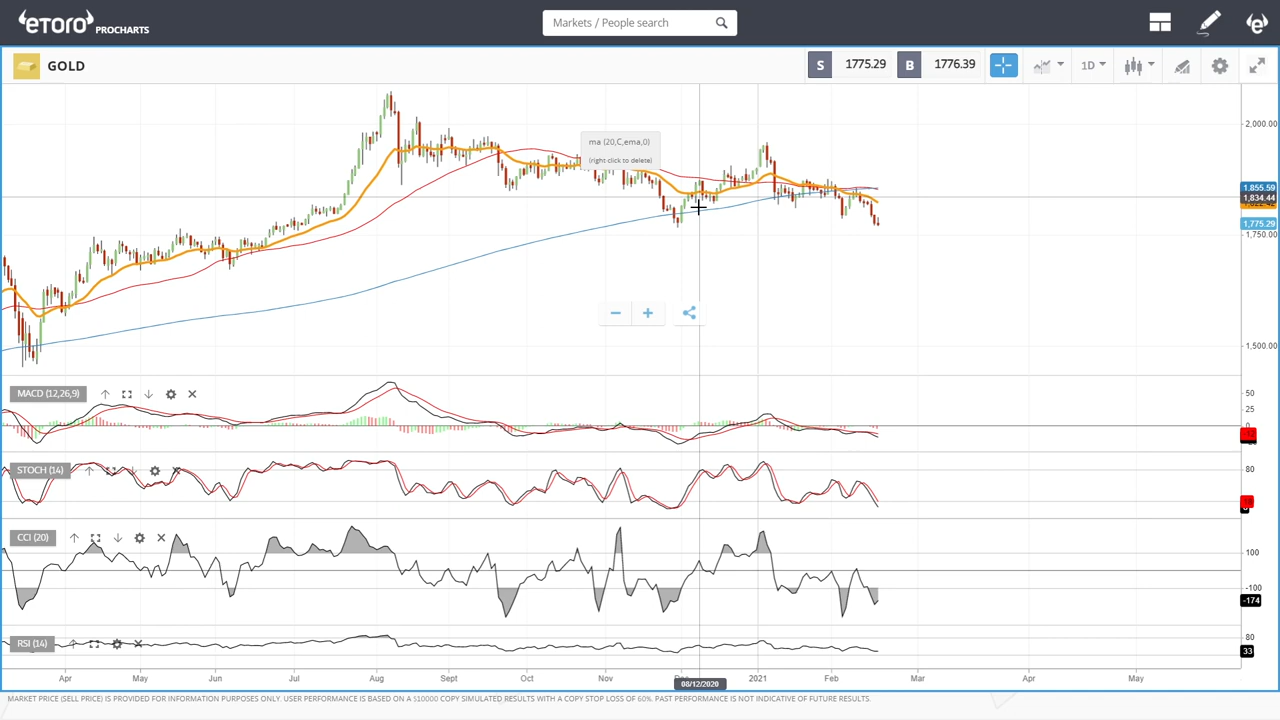 eTORO PROCHARTS
Markets / People search
GOLD
S 1775.29 B 1776.39
1D
ma (20,C,ema,0)
(right click to delete)
2,000.00
1,855.59
1,834.44
1,775.29
1,750.00
1,500.00
MACD (12,26,9)
50
25
0
STOCH (14)
80
CCI (20)
100
-100
-174
RSI (14)
80
33
Apr May Jun Jul Aug Sept Oct Nov 2021 Feb Mar Apr May
08/12/2020
MARKET PRICE (SELL PRICE) IS PROVIDED FOR INFORMATION PURPOSES ONLY. USER PERFORMANCE IS BASED ON A $10000 COPY SIMULATED RESULTS WITH A COPY STOP LOSS OF 60%. PAST PERFORMANCE IS NOT INDICATIVE OF FUTURE RESULTS.